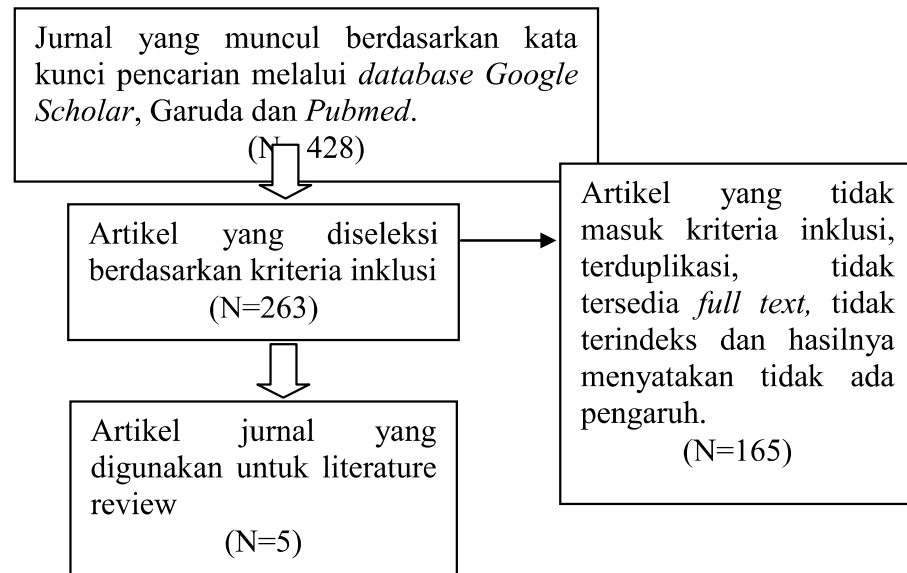 Jurnal yang muncul berdasarkan kata
kunci pencarian melalui database Google
Scholar, Garuda dan Pubmed.
(N 428)
Artikel yang diseleksi
berdasarkan kriteria inklusi
(N=263)
Artikel yang tidak
masuk kriteria inklusi,
terduplikasi, tidak
tersedia full text, tidak
terindeks dan hasilnya
menyatakan tidak ada
pengaruh.
(N=165)
Artikel jurnal yang
digunakan untuk literature
review
(N=5)